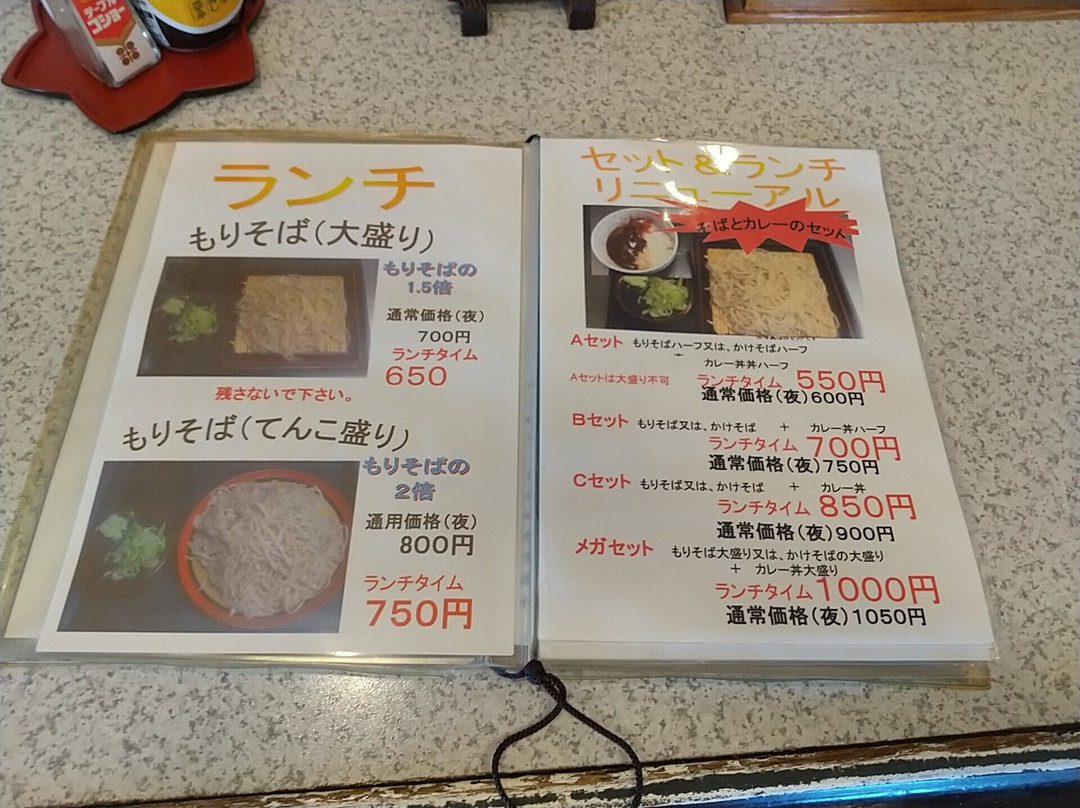 テーブル
コショー
ランチ
もりそば(大盛り)
もりそばの
1.5倍
通常価格(夜)
700円
ランチタイム
650
残さないで下さい。
もりそば(てんこ盛り)
もりそばの
2倍
通用価格(夜)
800円
ランチタイム
750円
セット&ランチ
リニューアル
そばとカレーのセット
Aセット もりそばハーフ又は、かけそばハーフ
+ カレー丼丼ハーフ
Aセットは大盛り不可 ランチタイム 550円
通常価格(夜)600円
Bセット もりそば又は、かけそば + カレー丼ハーフ
ランチタイム 700円
通常価格(夜)750円
Cセット もりそば又は、かけそば + カレー丼
ランチタイム 850円
通常価格(夜)900円
メガセット もりそば大盛り又は、かけそばの大盛り
+ カレー丼大盛り
ランチタイム1000円
通常価格(夜)1050円